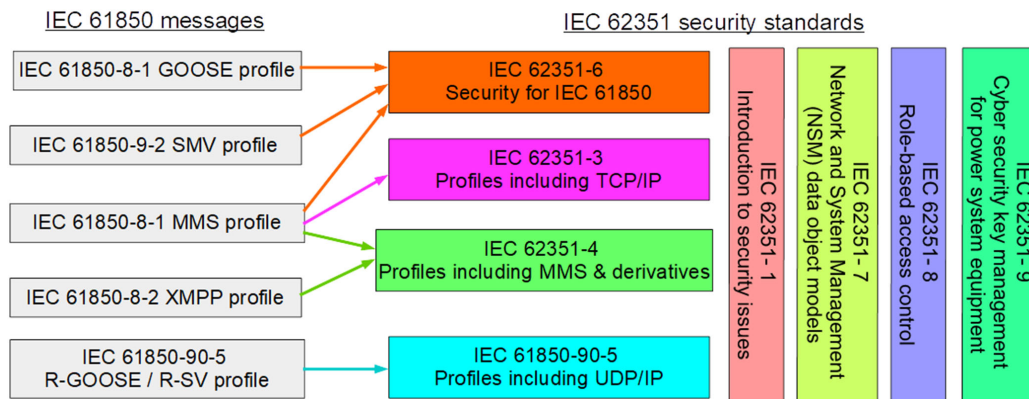 IEC 61850 messages
IEC 62351 security standards
IEC 61850-8-1 GOOSE profile
IEC 61850-9-2 SMV profile
IEC 61850-8-1 MMS profile
IEC 61850-8-2 XMPP profile
IEC 61850-90-5
R-GOOSE / R-SV profile
IEC 62351-6
Security for IEC 61850
IEC 62351-3
Profiles including TCP/IP
IEC 62351-4
Profiles including MMS & derivatives
IEC 61850-90-5
Profiles including UDP/IP
IEC 62351- 1
Introduction to security issues
IEC 62351- 7
Network and System Management
(NSM) data object models
IEC 62351- 8
Role-based access control
IEC 62351- 9
Cyber security key management
for power system equipment